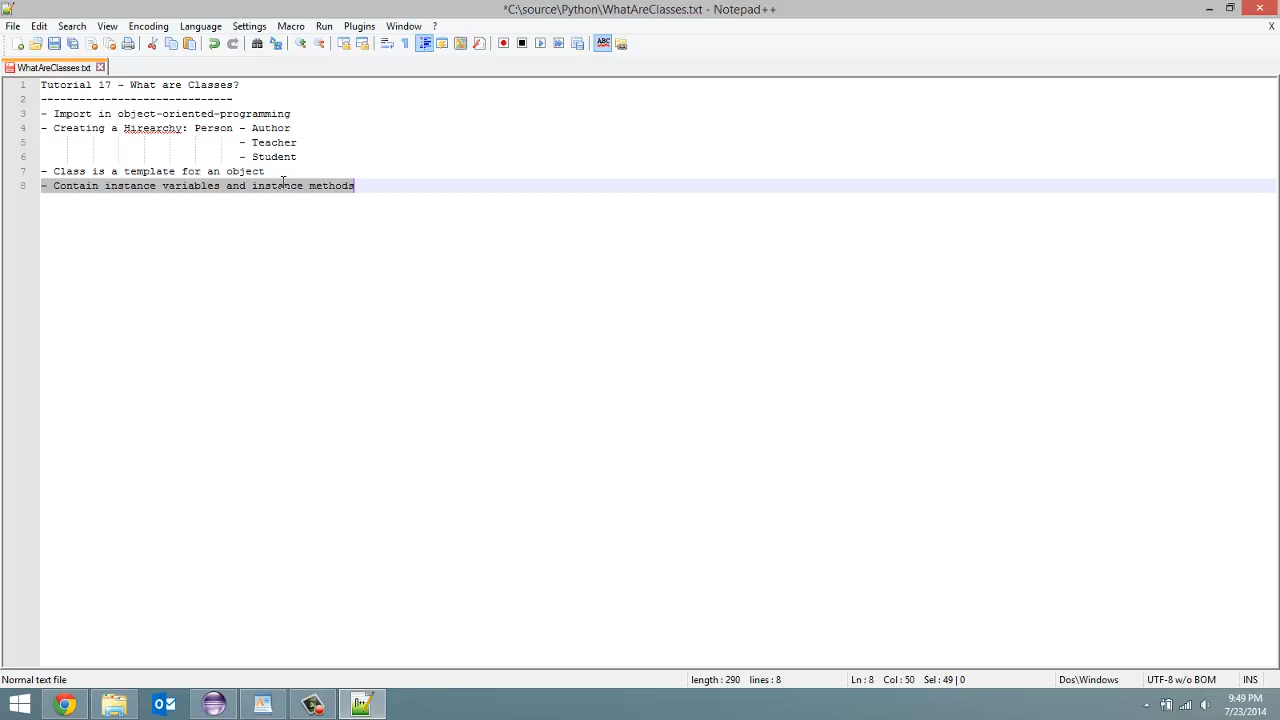 *C:\source\Python\WhatAreClasses.txt - Notepad++
File Edit Search View Encoding Language Settings Macro Run Plugins Window ? X
WhatAreClasses.txt
1 Tutorial 17 - What are Classes?
2 ------------------------------
3 - Import in object-oriented-programming
4 - Creating a Hirearchy: Person - Author
5 - Teacher
6 - Student
7 - Class is a template for an object
8 - Contain instance variables and instance methods
Normal text file length : 290 lines : 8 Ln : 8 Col : 50 Sel : 49 | 0 Dos\Windows UTF-8 w/o BOM INS
9:49 PM
7/23/2014